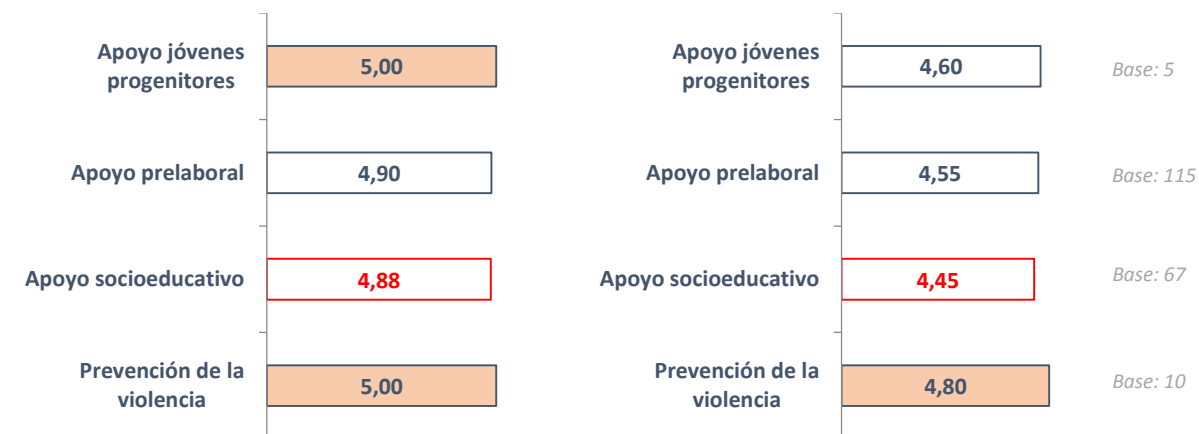 Apoyo jóvenes
progenitores
5,00
Apoyo jóvenes
progenitores
4,60
Base: 5
Apoyo prelaboral
4,90
Apoyo prelaboral
4,55
Base: 115
Apoyo socioeducativo
4,88
Apoyo socioeducativo
4,45
Base: 67
Prevención de la
violencia
5,00
Prevención de la
violencia
4,80
Base: 10